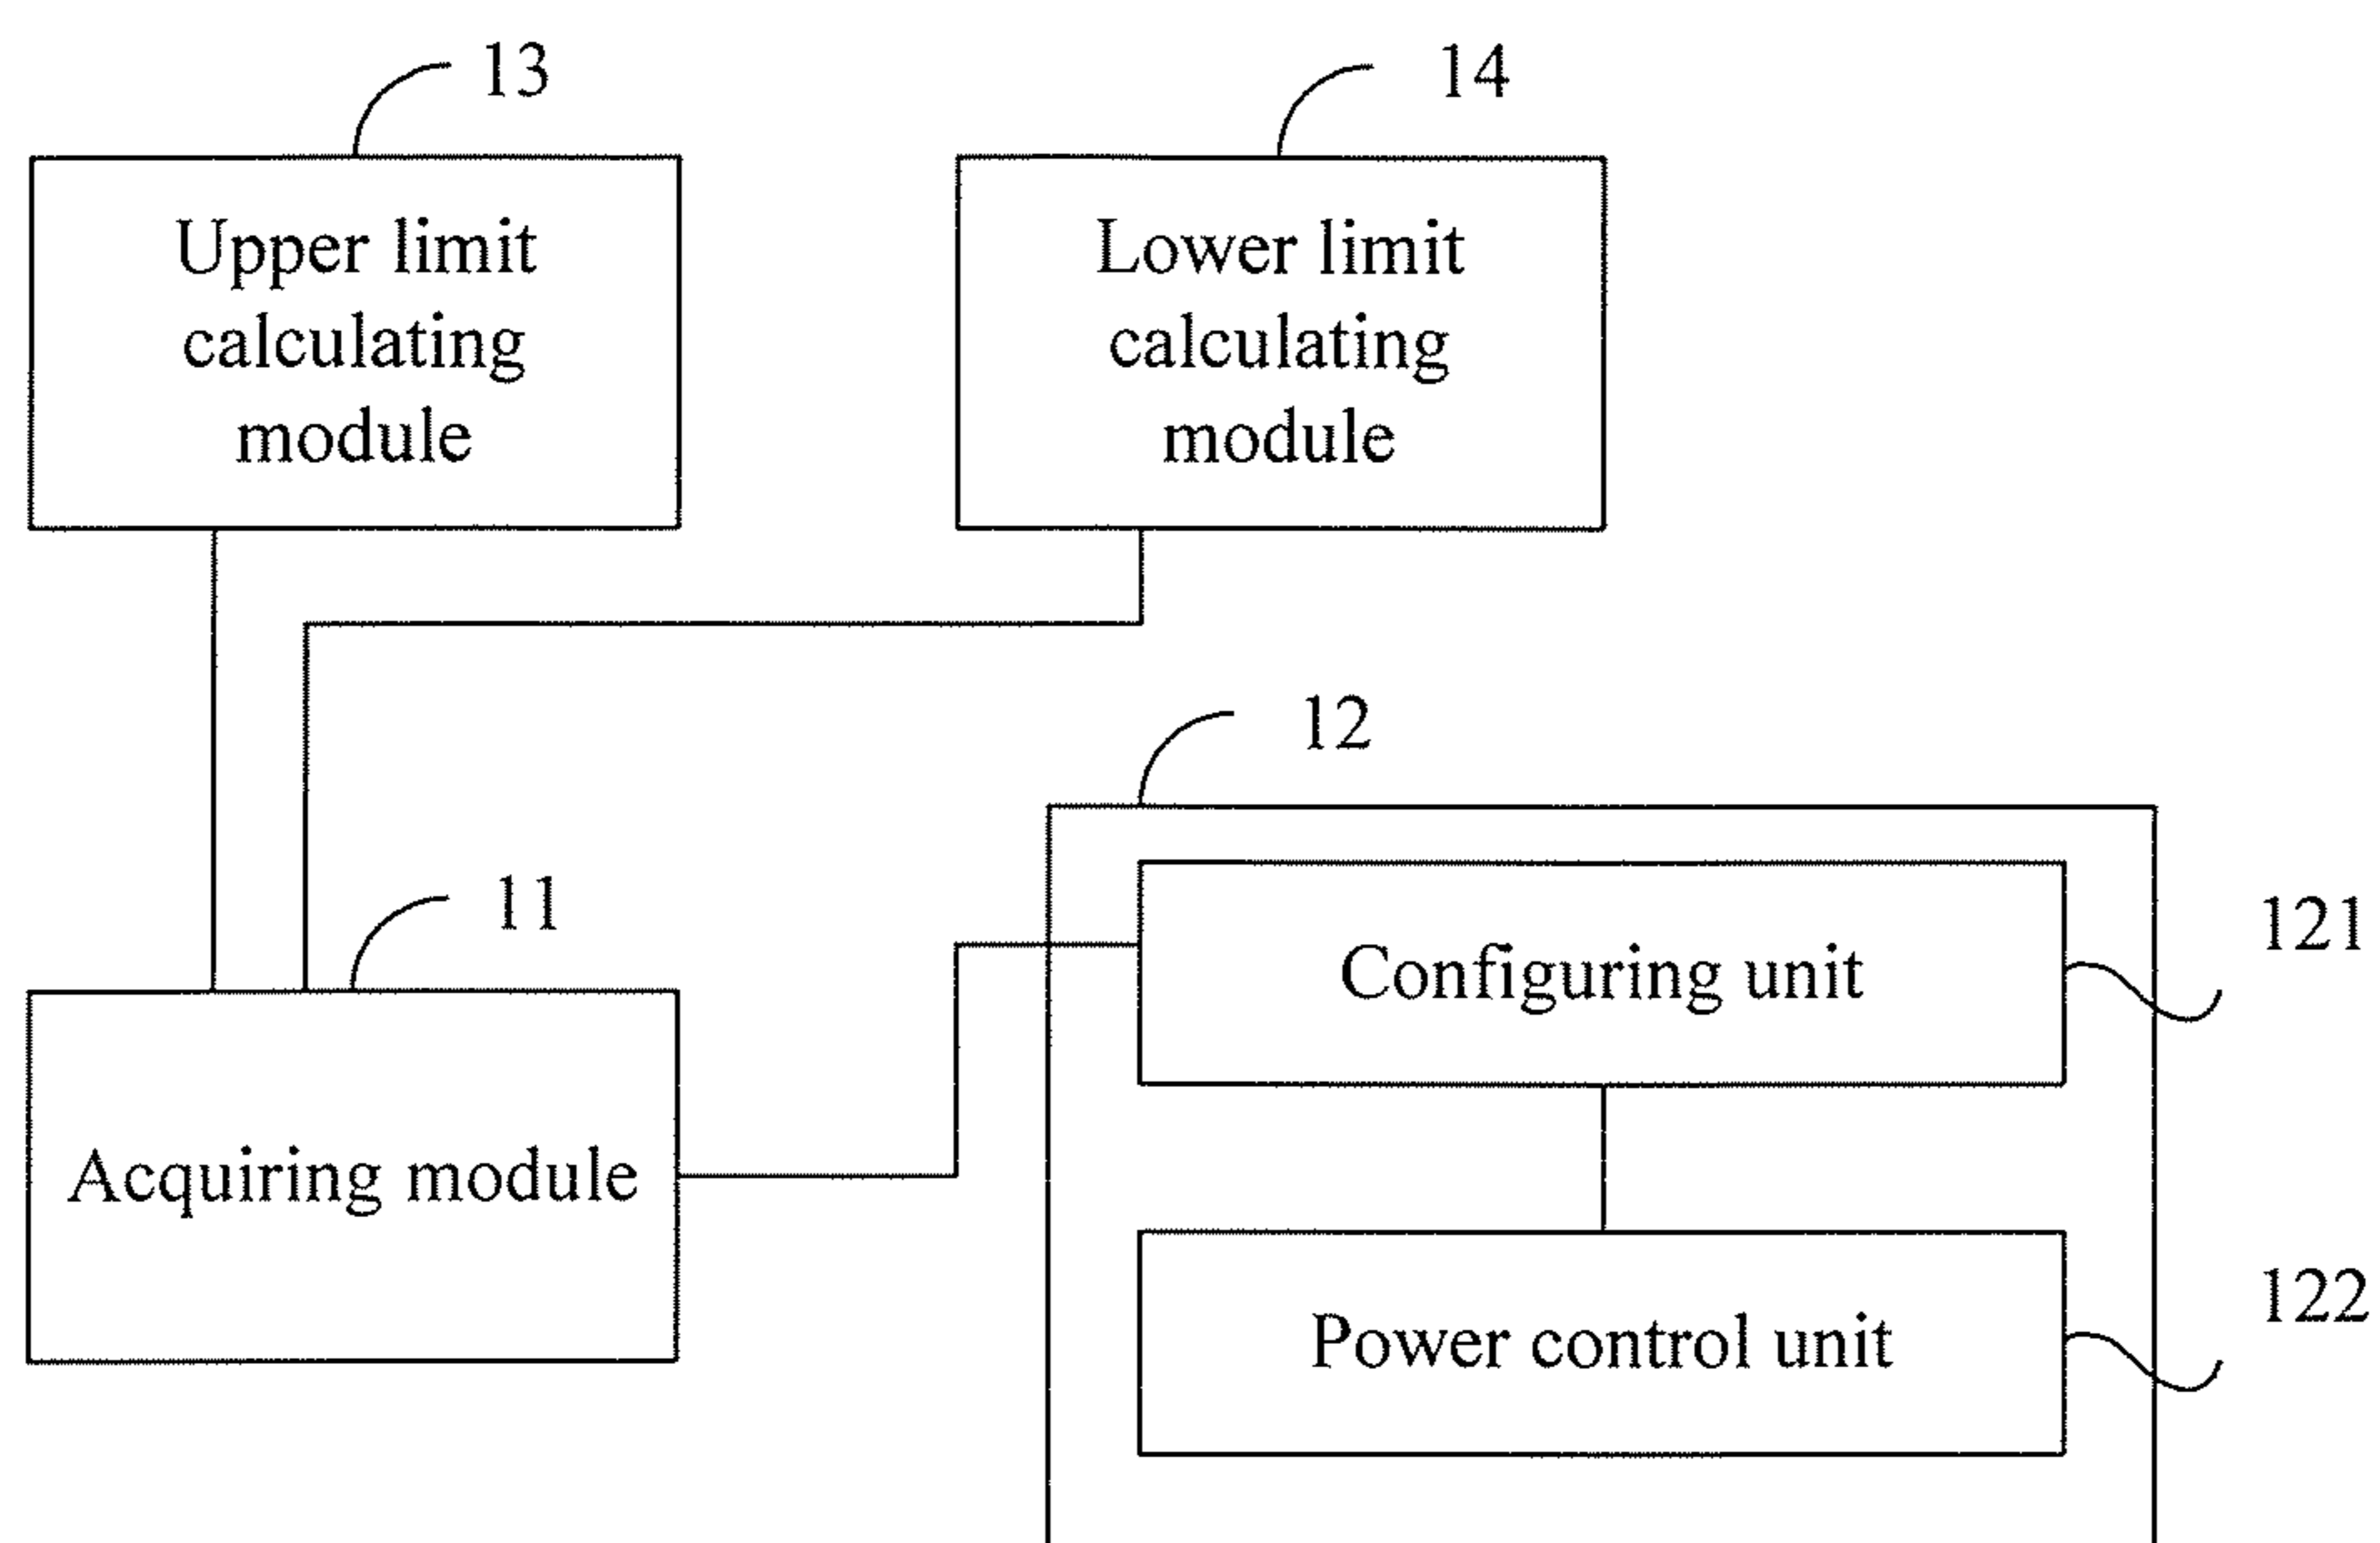 13
14
Upper limit
calculating
module
Lower limit
calculating
module
12
11
121
Configuring unit
Acquiring module
122
Power control unit